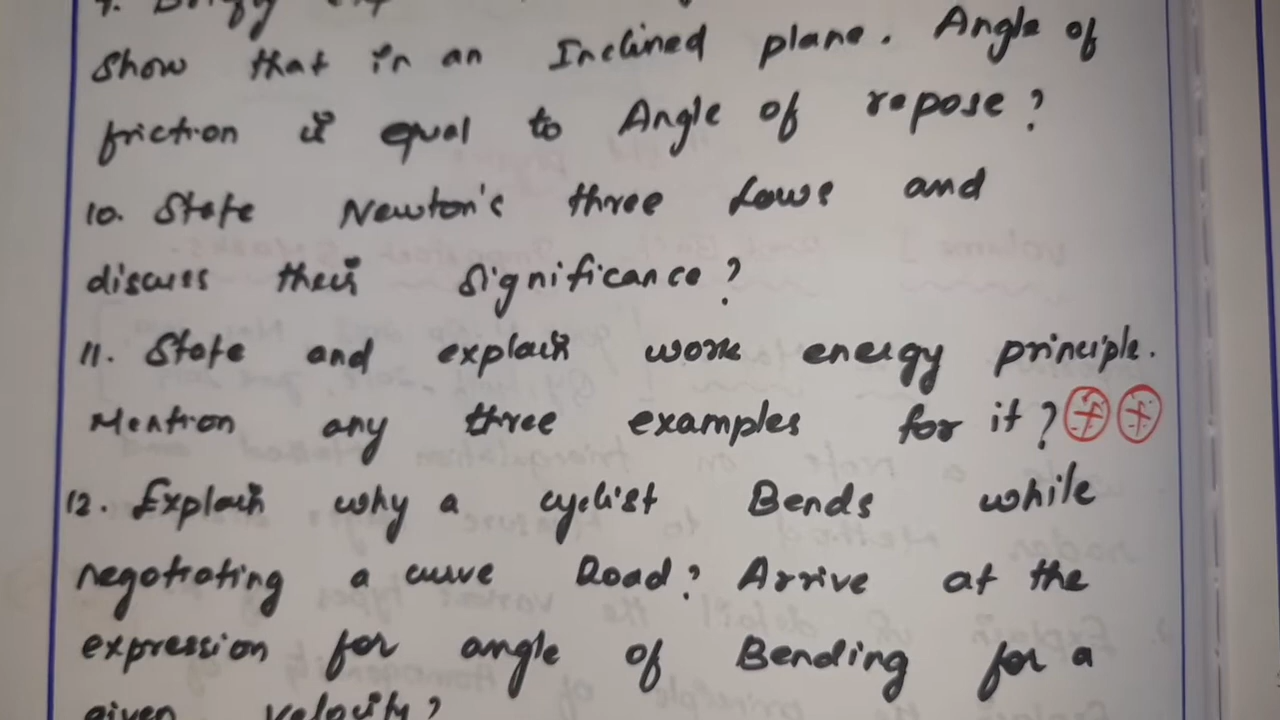 Show that in an Inclined plane. Angle of
friction is equal to Angle of repose?
10. State Newton's three Laws and
discuss their significance?
11. State and explain work energy principle.
Mention any three examples for it?
12. Explain why a cyclist Bends while
negotiating a curve Road? Arrive at the
expression for angle of Bending for a
given velocity?